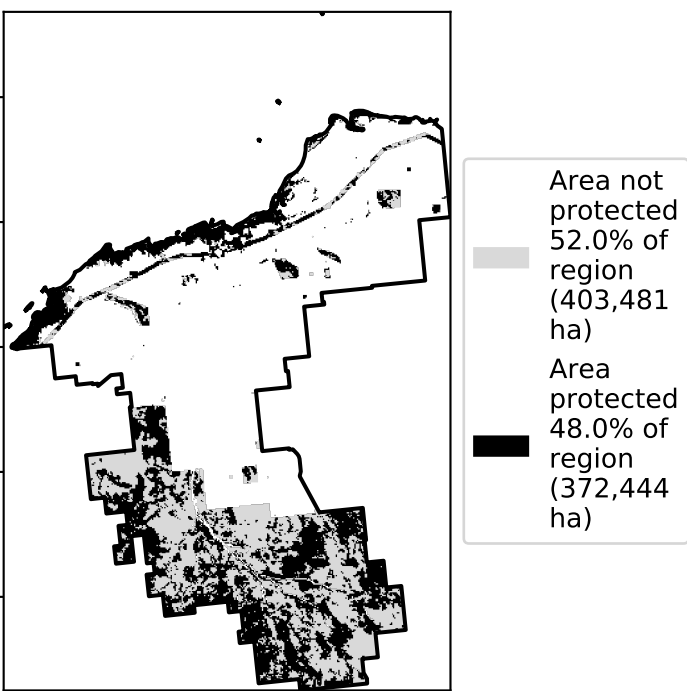 Area not
protected
52.0% of
region
(403,481
ha)
Area
protected
48.0% of
region
(372,444
ha)